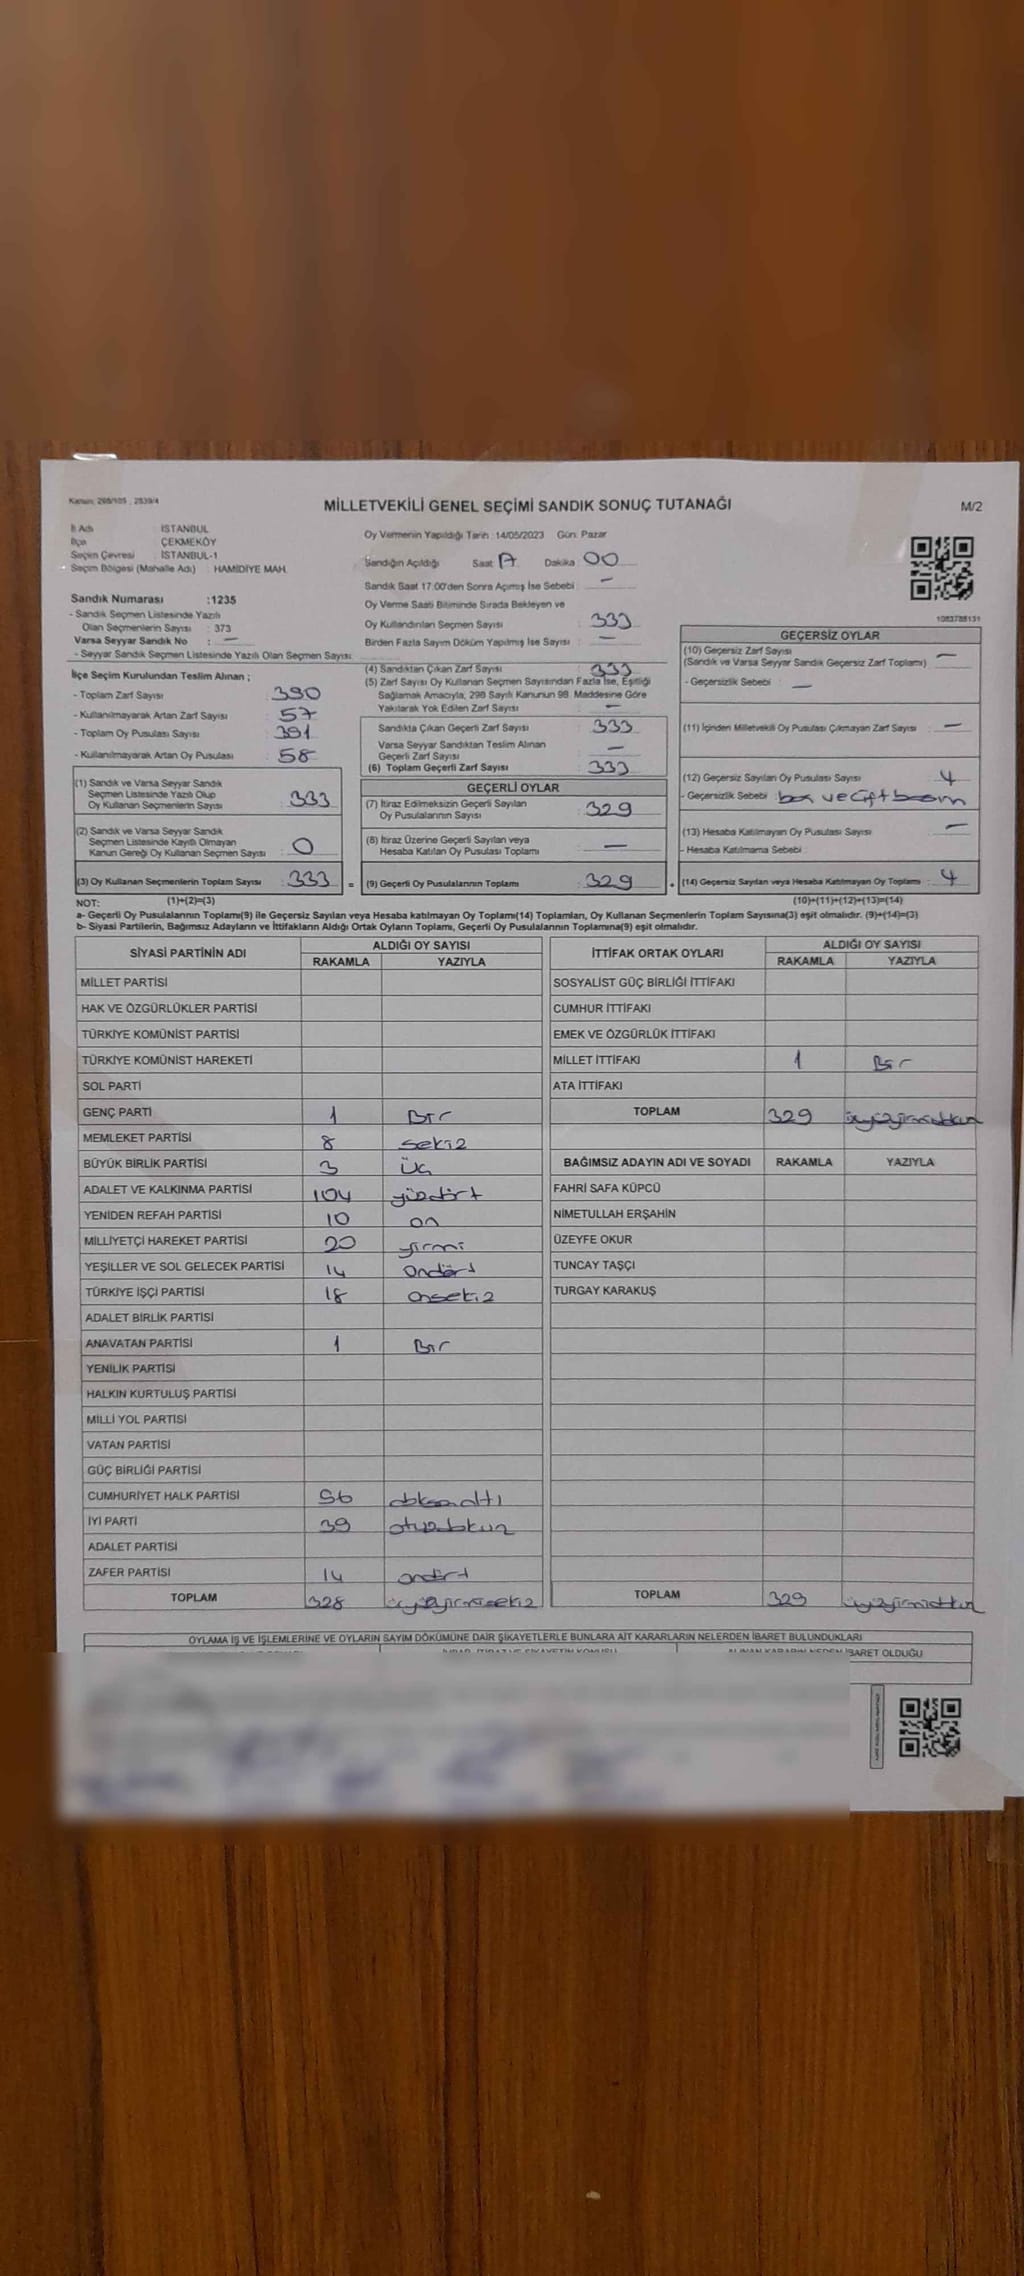 Kanun: 298/105 , 2839/4
MİLLETVEKİLİ GENEL SEÇİMİ SANDIK SONUÇ TUTANAĞI
M/2
İl Adı : İSTANBUL
İlçe : ÇEKMEKÖY
Seçim Çevresi : İSTANBUL-1
Seçim Bölgesi (Mahalle Adı) : HAMİDİYE MAH.
Sandık Numarası :1235
- Sandık Seçmen Listesinde Yazılı
Olan Seçmenlerin Sayısı : 373
Varsa Seyyar Sandık No : —
- Seyyar Sandık Seçmen Listesinde Yazılı Olan Seçmen Sayısı:
İlçe Seçim Kurulundan Teslim Alınan ;
- Toplam Zarf Sayısı : 390
- Kullanılmayarak Artan Zarf Sayısı : 57
- Toplam Oy Pusulası Sayısı : 391
- Kullanılmayarak Artan Oy Pusulası : 58
(1) Sandık ve Varsa Seyyar Sandık
Seçmen Listesinde Yazılı Olup
Oy Kullanan Seçmenlerin Sayısı : 333
(2) Sandık ve Varsa Seyyar Sandık
Seçmen Listesinde Kayıtlı Olmayan
Kanun Gereği Oy Kullanan Seçmen Sayısı : 0
(3) Oy Kullanan Seçmenlerin Toplam Sayısı : 333 =
Oy Vermenin Yapıldığı Tarih :14/05/2023 Gün: Pazar
Sandığın Açıldığı Saat: 17 Dakika: 00
Sandık Saat 17.00'den Sonra Açımış İse Sebebi : —
Oy Verme Saati Bitiminde Sırada Bekleyen ve
Oy Kullandırılan Seçmen Sayısı : 333
Birden Fazla Sayım Döküm Yapılmış İse Sayısı : —
(4) Sandıktan Çıkan Zarf Sayısı : 333
(5) Zarf Sayısı Oy Kullanan Seçmen Sayısından Fazla İse, Eşitliği
Sağlamak Amacıyla, 298 Sayılı Kanunun 98. Maddesine Göre
Yakılarak Yok Edilen Zarf Sayısı : —
Sandıkta Çıkan Geçerli Zarf Sayısı : 333
Varsa Seyyar Sandıktan Teslim Alınan
Geçerli Zarf Sayısı : —
(6) Toplam Geçerli Zarf Sayısı : 333
GEÇERLİ OYLAR
(7) İtiraz Edilmeksizin Geçerli Sayılan
Oy Pusulalarının Sayısı : 329
(8) İtiraz Üzerine Geçerli Sayılan veya
Hesaba Katılan Oy Pusulası Toplamı : —
(9) Geçerli Oy Pusulalarının Toplamı : 329 +
1083788131
GEÇERSİZ OYLAR
(10) Geçersiz Zarf Sayısı : —
(Sandık ve Varsa Seyyar Sandık Geçersiz Zarf Toplamı)
- Geçersizlik Sebebi : —
(11) İçinden Milletvekili Oy Pusulası Çıkmayan Zarf Sayısı : —
(12) Geçersiz Sayılan Oy Pusulası Sayısı : 4
- Geçersizlik Sebebi : boş ve çift basım
(13) Hesaba Katılmayan Oy Pusulası Sayısı : —
- Hesaba Katılmama Sebebi :
(14) Geçersiz Sayılan veya Hesaba Katılmayan Oy Toplamı : 4
NOT: (1)+(2)=(3) (10)+(11)+(12)+(13)=(14)
a- Geçerli Oy Pusulalarının Toplamı(9) ile Geçersiz Sayılan veya Hesaba katılmayan Oy Toplamı(14) Toplamları, Oy Kullanan Seçmenlerin Toplam Sayısına(3) eşit olmalıdır. (9)+(14)=(3)
b- Siyasi Partilerin, Bağımsız Adayların ve İttifakların Aldığı Ortak Oyların Toplamı, Geçerli Oy Pusulalarının Toplamına(9) eşit olmalıdır.
SİYASİ PARTİNİN ADI ALDIĞI OY SAYISI
RAKAMLA YAZIYLA
MİLLET PARTİSİ
HAK VE ÖZGÜRLÜKLER PARTİSİ
TÜRKİYE KOMÜNİST PARTİSİ
TÜRKİYE KOMÜNİST HAREKETİ
SOL PARTİ
GENÇ PARTİ 1 Bir
MEMLEKET PARTİSİ 8 sekiz
BÜYÜK BİRLİK PARTİSİ 3 üç
ADALET VE KALKINMA PARTİSİ 104 yüzdört
YENİDEN REFAH PARTİSİ 10 on
MİLLİYETÇİ HAREKET PARTİSİ 20 yirmi
YEŞİLLER VE SOL GELECEK PARTİSİ 14 ondört
TÜRKİYE İŞÇİ PARTİSİ 18 onsekiz
ADALET BİRLİK PARTİSİ
ANAVATAN PARTİSİ 1 Bir
YENİLİK PARTİSİ
HALKIN KURTULUŞ PARTİSİ
MİLLİ YOL PARTİSİ
VATAN PARTİSİ
GÜÇ BİRLİĞİ PARTİSİ
CUMHURİYET HALK PARTİSİ 96 doksanaltı
İYİ PARTİ 39 otuzdokuz
ADALET PARTİSİ
ZAFER PARTİSİ 14 ondört
TOPLAM 328 üçyüzyirmisekiz
İTTİFAK ORTAK OYLARI ALDIĞI OY SAYISI
RAKAMLA YAZIYLA
SOSYALİST GÜÇ BİRLİĞİ İTTİFAKI
CUMHUR İTTİFAKI
EMEK VE ÖZGÜRLÜK İTTİFAKI
MİLLET İTTİFAKI 1 Bir
ATA İTTİFAKI
TOPLAM 329 üçyüzyirmidokuz
BAĞIMSIZ ADAYIN ADI VE SOYADI RAKAMLA YAZIYLA
FAHRİ SAFA KÜPCÜ
NİMETULLAH ERŞAHİN
ÜZEYFE OKUR
TUNCAY TAŞÇI
TURGAY KARAKUŞ
TOPLAM 329 üçyüzyirmidokuz
OYLAMA İŞ VE İŞLEMLERİNE VE OYLARIN SAYIM DÖKÜMÜNE DAİR ŞİKAYETLERLE BUNLARA AİT KARARLARIN NELERDEN İBARET BULUNDUKLARI
ALINAN KARARIN NEDEN İBARET OLDUĞU